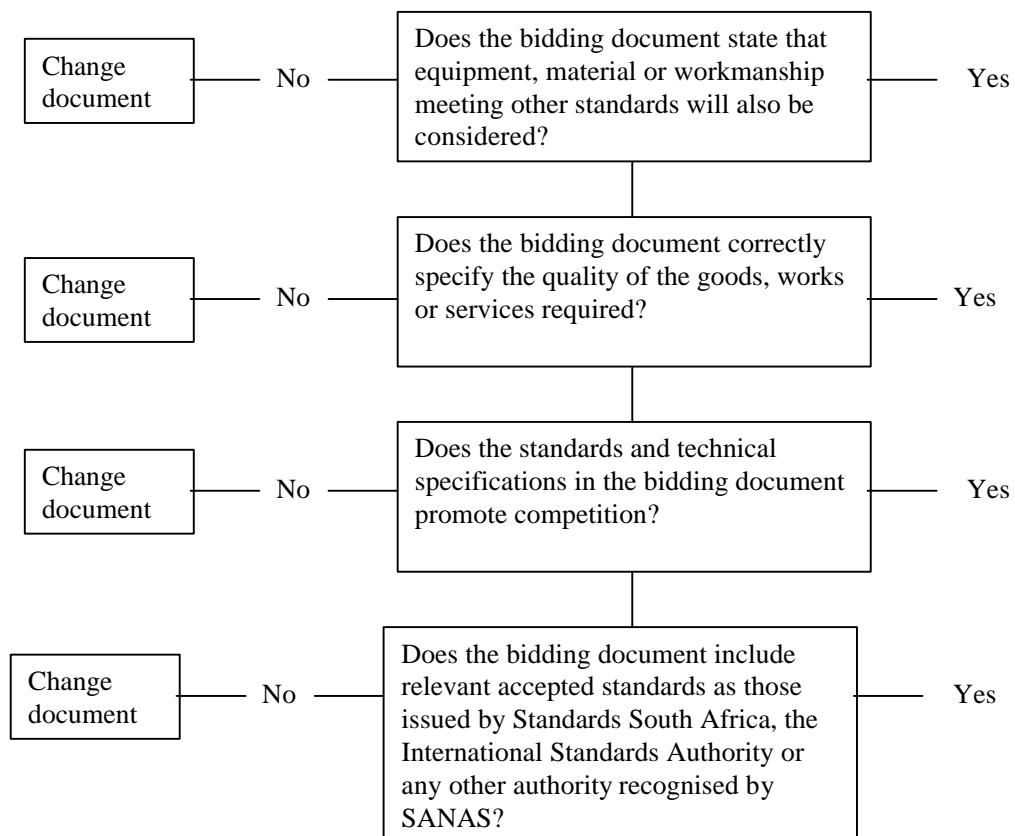 Does the bidding document state that
equipment, material or workmanship
meeting other standards will also be
considered?
Change
document
No
Yes
Does the bidding document correctly
specify the quality of the goods, works
or services required?
Change
document
No
Yes
Does the standards and technical
specifications in the bidding document
promote competition?
Change
document
No
Yes
Does the bidding document include
relevant accepted standards as those
issued by Standards South Africa, the
International Standards Authority or
any other authority recognised by
SANAS?
Change
document
No
Yes